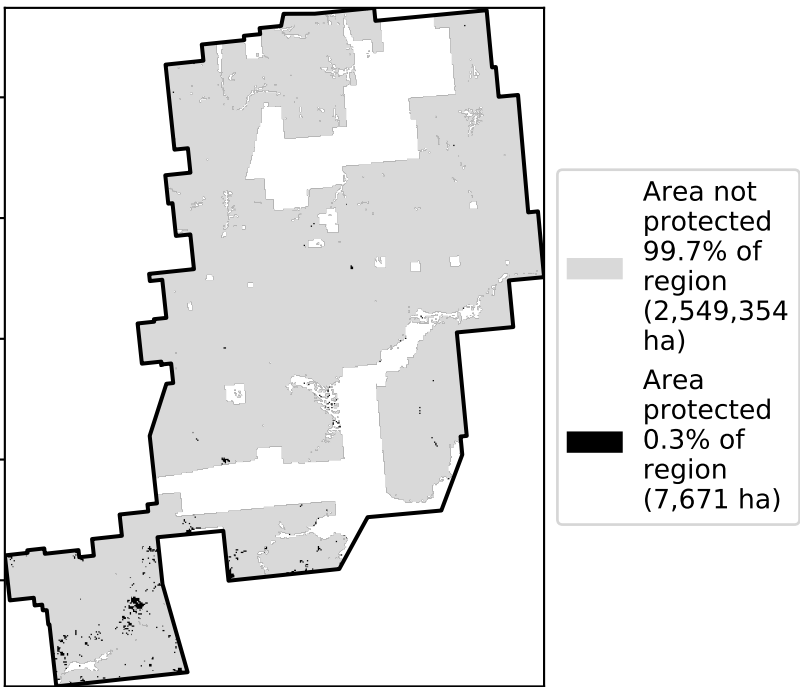 Area not
protected
99.7% of
region
(2,549,354
ha)
Area
protected
0.3% of
region
(7,671 ha)